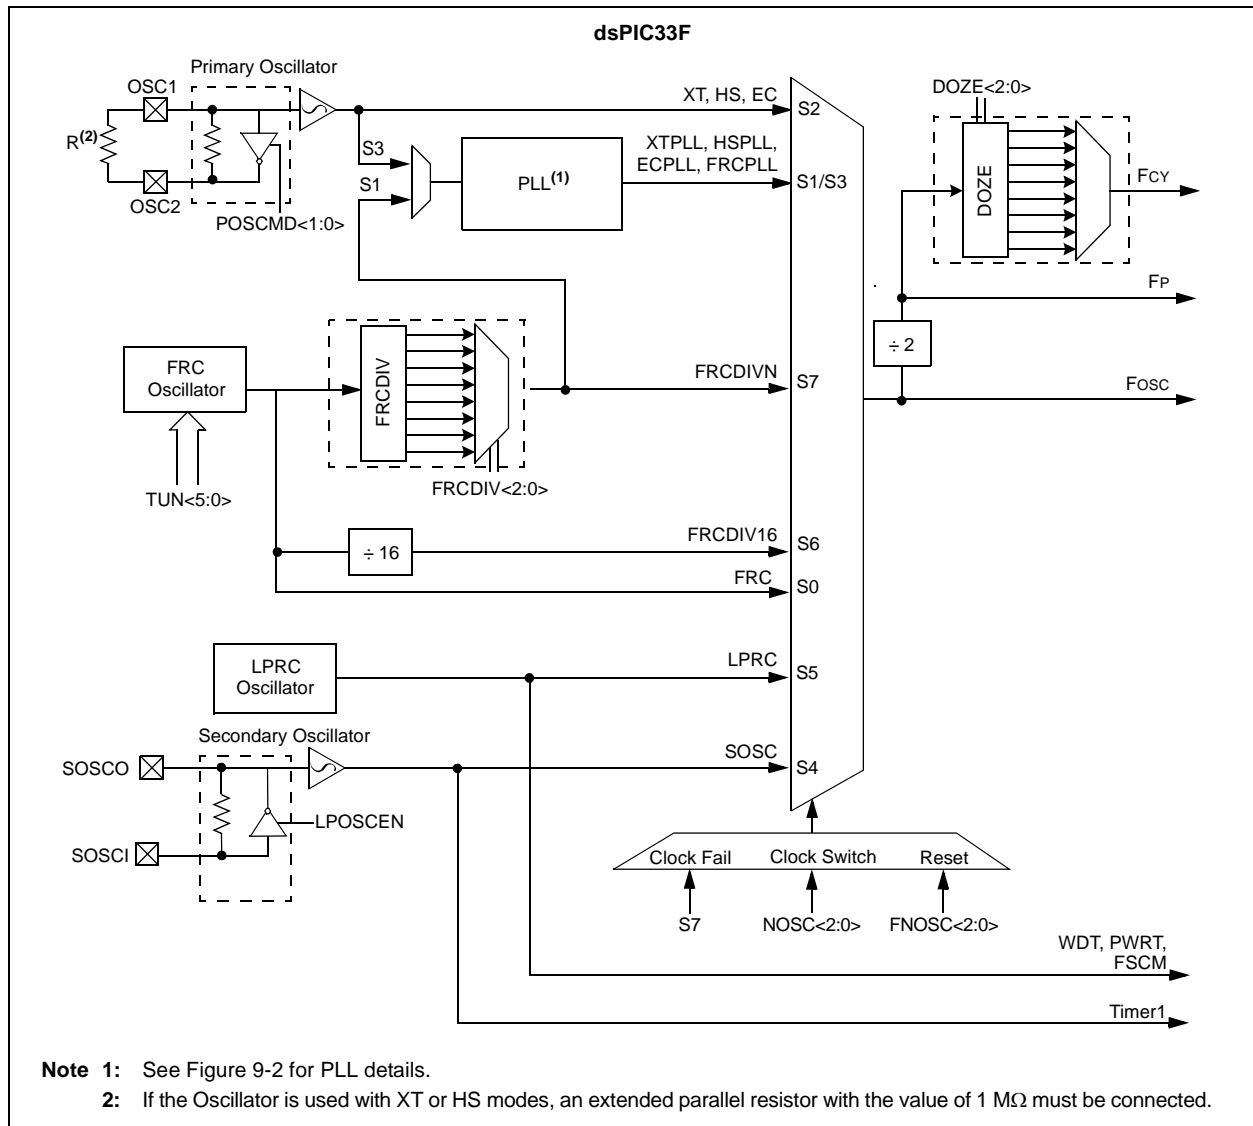 dsPIC33F
Primary Oscillator
OSC1
R(2)
OSC2
POSCMD<1:0>
S3
S1
PLL(1)
XT, HS, EC
S2
XTPLL, HSPLL,
ECPLL, FRCPLL
S1/S3
DOZE<2:0>
DOZE
FCY
FP
÷ 2
FOSC
FRC
Oscillator
TUN<5:0>
FRCDIV
FRCDIV<2:0>
FRCDIVN
S7
÷ 16
FRCDIV16
S6
FRC
S0
LPRC
Oscillator
LPRC
S5
Secondary Oscillator
SOSCO
SOSCI
LPOSCEN
SOSC
S4
Clock Fail
Clock Switch
Reset
S7
NOSC<2:0>
FNOSC<2:0>
WDT, PWRT,
FSCM
Timer1
Note 1: See Figure 9-2 for PLL details.
2: If the Oscillator is used with XT or HS modes, an extended parallel resistor with the value of 1 MΩ must be connected.